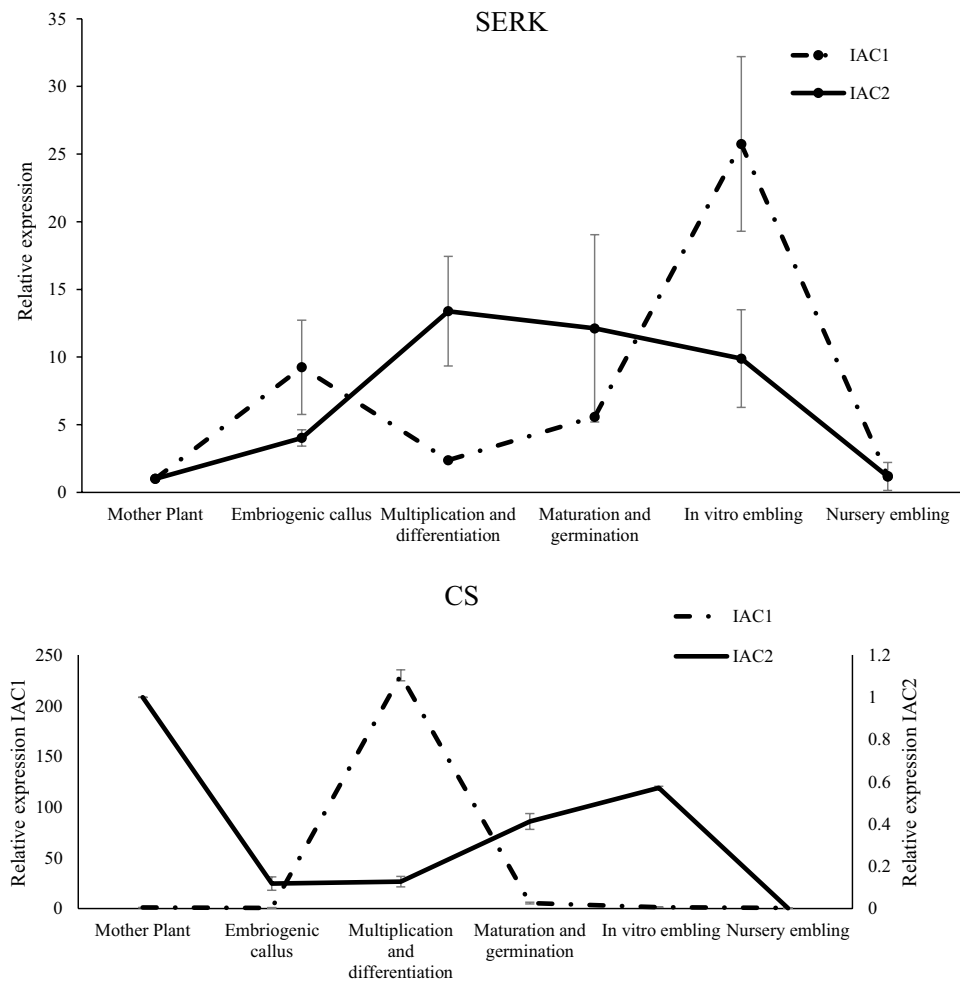 SERK
IAC1
IAC2
Relative expression
35
30
25
20
15
10
5
0
Mother Plant
Embriogenic callus
Multiplication and
differentiation
Maturation and
germination
In vitro embling
Nursery embling
CS
IAC1
IAC2
Relative expression IAC1
250
200
150
100
50
0
Relative expression IAC2
1.2
1
0.8
0.6
0.4
0.2
0
Mother Plant
Embriogenic
callus
Multiplication
and
differentiation
Maturation and
germination
In vitro embling
Nursery embling